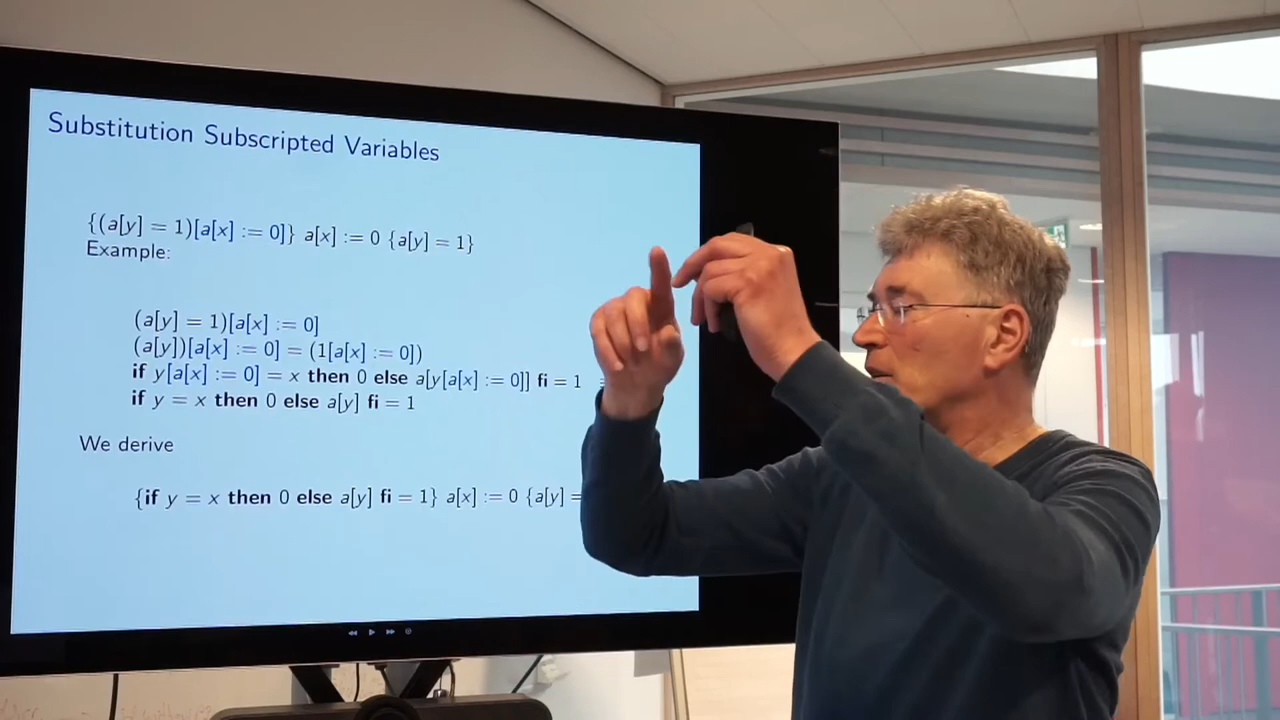 Substitution Subscripted Variables
{(a[y] = 1)[a[x] := 0]} a[x] := 0 {a[y] = 1}
Example:
(a[y] = 1)[a[x] := 0]
(a[y])[a[x] := 0] = (1[a[x] := 0])
if y[a[x] := 0] = x then 0 else a[y[a[x] := 0]] fi = 1
if y = x then 0 else a[y] fi = 1
We derive
{if y = x then 0 else a[y] fi = 1} a[x] := 0 {a[y] =